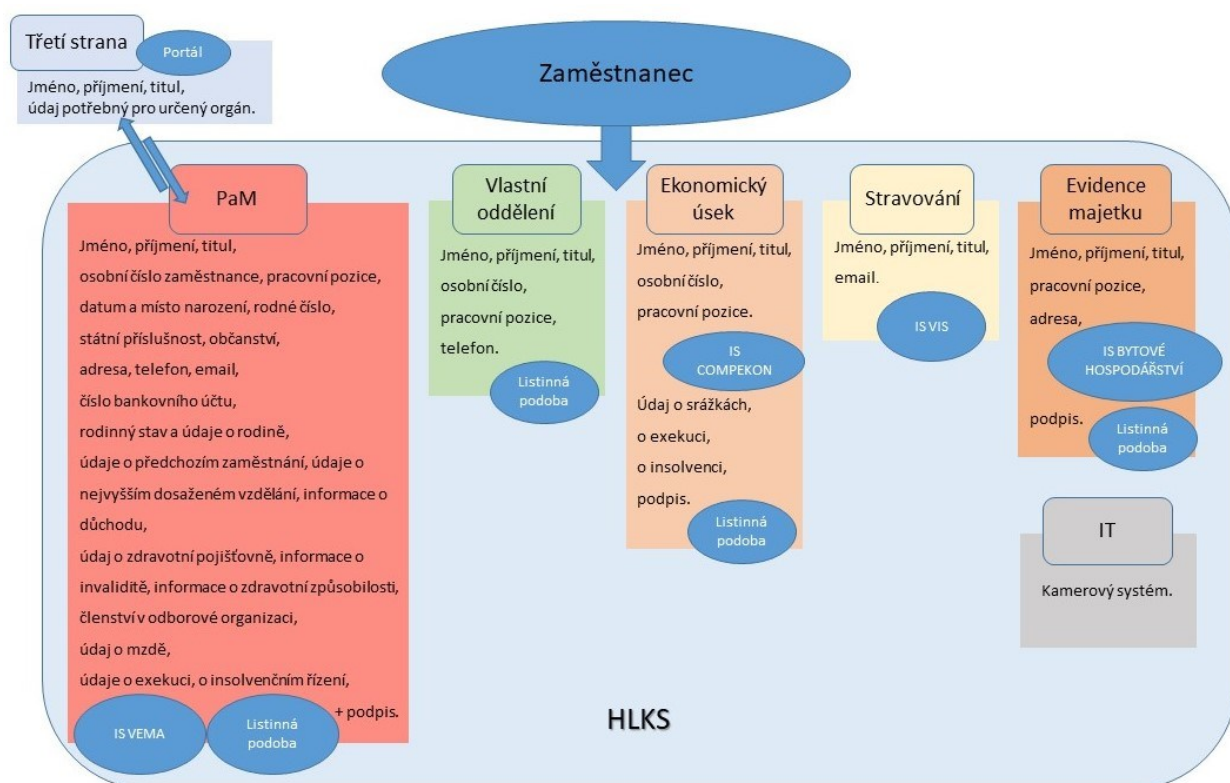 Třetí strana
Portál
Jméno, příjmení, titul,
údaj potřebný pro určený orgán.
Zaměstnanec
PaM
Jméno, příjmení, titul,
osobní číslo zaměstnance, pracovní pozice,
datum a místo narození, rodné číslo,
státní příslušnost, občanství,
adresa, telefon, email,
číslo bankovního účtu,
rodinný stav a údaje o rodině,
údaje o předchozím zaměstnání, údaje o
nejvyšším dosaženém vzdělání, informace o
důchodu,
údaj o zdravotní pojišťovně, informace o
invaliditě, informace o zdravotní způsobilosti,
členství v odborové organizaci,
údaj o mzdě,
údaje o exekuci, o insolvenčním řízení,
+ podpis.
IS VEMA
Listinná
podoba
Vlastní
oddělení
Jméno, příjmení, titul,
osobní číslo,
pracovní pozice,
telefon.
Listinná
podoba
Ekonomický
úsek
Jméno, příjmení, titul,
osobní číslo,
pracovní pozice.
IS
COMPEKON
Údaj o srážkách,
o exekuci,
o insolvenci,
podpis.
Listinná
podoba
Stravování
Jméno, příjmení, titul,
email.
IS VIS
Evidence
majetku
Jméno, příjmení, titul,
pracovní pozice,
adresa,
IS BYTOVÉ
HOSPODÁŘSTVÍ
podpis.
Listinná
podoba
IT
Kamerový systém.
HLKS